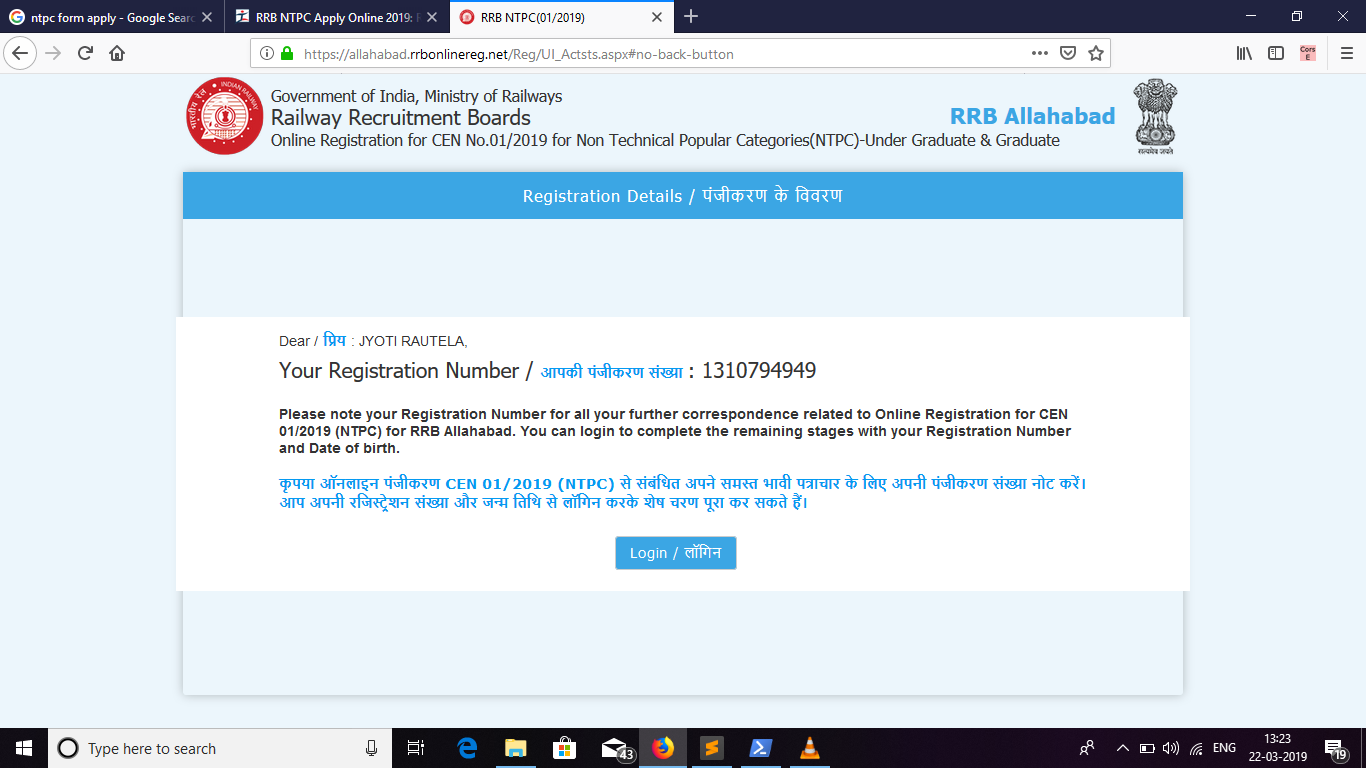 ntpc form apply - Google Sear
RRB NTPC Apply Online 2019:
RRB NTPC(01/2019)
https://allahabad.rrbonlinereg.net/Reg/UI_Actsts.aspx#no-back-button
Cors
E
Government of India, Ministry of Railways
Railway Recruitment Boards
Online Registration for CEN No.01/2019 for Non Technical Popular Categories(NTPC)-Under Graduate & Graduate
RRB Allahabad
सत्यमेव जयते
भारतीय रेल INDIAN RAILWAY
Registration Details / पंजीकरण के विवरण
Dear / प्रिय : JYOTI RAUTELA,
Your Registration Number / आपकी पंजीकरण संख्या : 1310794949
Please note your Registration Number for all your further correspondence related to Online Registration for CEN
01/2019 (NTPC) for RRB Allahabad. You can login to complete the remaining stages with your Registration Number
and Date of birth.
कृपया ऑनलाइन पंजीकरण CEN 01/2019 (NTPC) से संबंधित अपने समस्त भावी पत्राचार के लिए अपनी पंजीकरण संख्या नोट करें।
आप अपनी रजिस्ट्रेशन संख्या और जन्म तिथि से लॉगिन करके शेष चरण पूरा कर सकते हैं।
Login / लॉगिन
Type here to search
43
ENG
13:23
22-03-2019
19